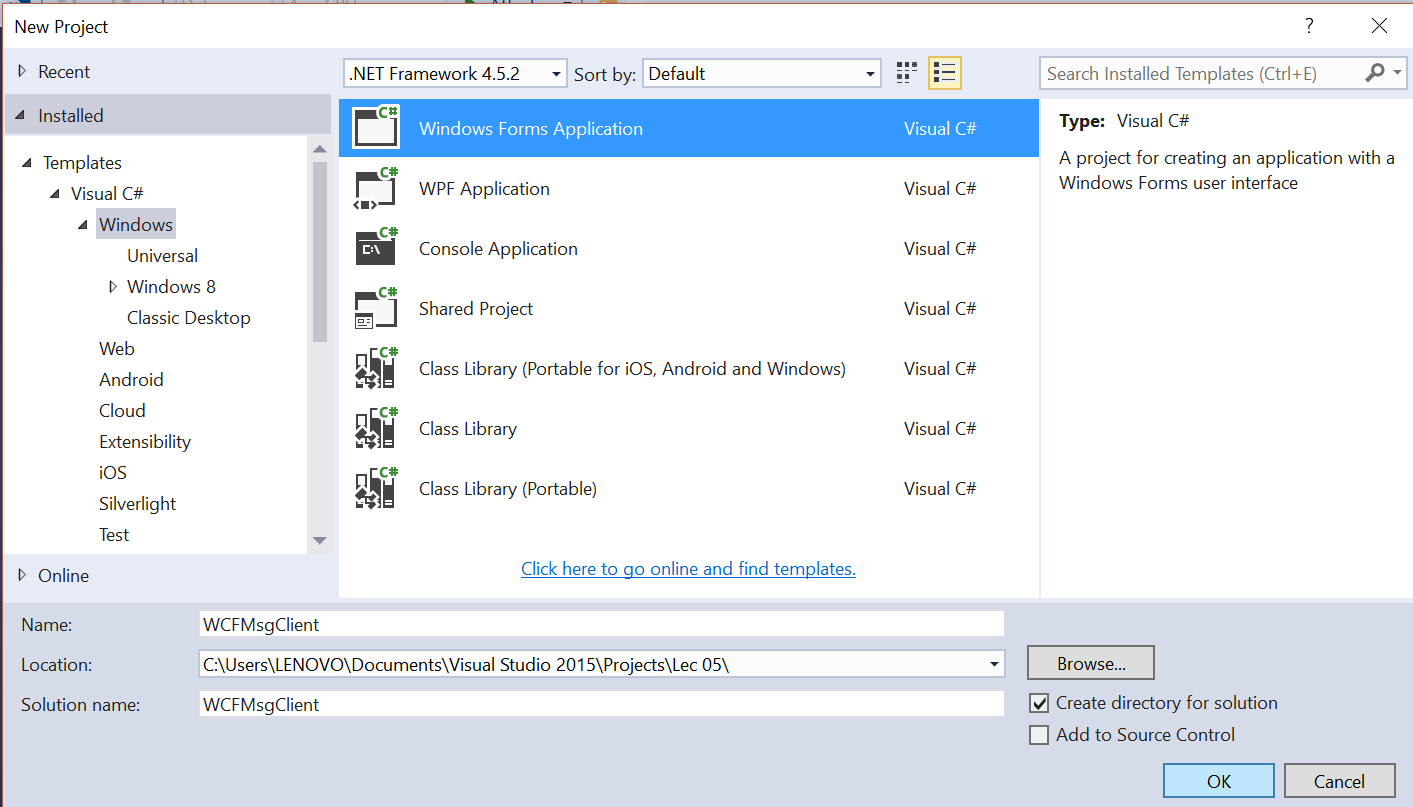 New Project
?
Recent
.NET Framework 4.5.2
Sort by:
Default
Search Installed Templates (Ctrl+E)
Installed
Templates
Visual C#
Windows
Universal
Windows 8
Classic Desktop
Web
Android
Cloud
Extensibility
iOS
Silverlight
Test
Online
C# Windows Forms Application Visual C#
C# WPF Application Visual C#
C# C:\ Console Application Visual C#
C# Shared Project Visual C#
C# Class Library (Portable for iOS, Android and Windows) Visual C#
C# Class Library Visual C#
C# Class Library (Portable) Visual C#
Click here to go online and find templates.
Type: Visual C#
A project for creating an application with a
Windows Forms user interface
Name: WCFMsgClient
Location: C:\Users\LENOVO\Documents\Visual Studio 2015\Projects\Lec 05\
Browse...
Solution name: WCFMsgClient
Create directory for solution
Add to Source Control
OK
Cancel